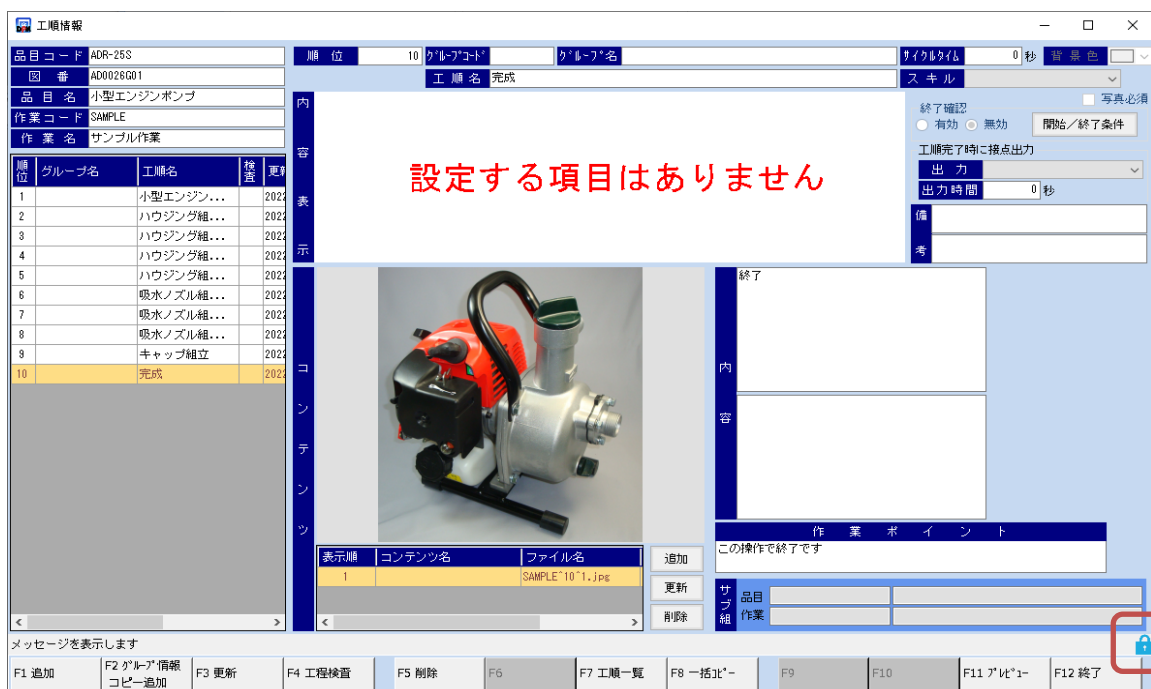 工順情報
品目コード ADR-25S
図番 AD0026G01
品目名 小型エンジンポンプ
作業コード SAMPLE
作業名 サンプル作業
順位 10 グループコード グループ名 サイクルタイム 0 秒 背景色
工順名 完成 スキル
写真必須
終了確認
有効 無効 開始/終了条件
工順完了時に接点出力
出力
出力時間 0 秒
備考
内容表示
設定する項目はありません
順位 グループ名 工順名 検査 更新
1 小型エンジン... 2022
2 ハウジング組... 2022
3 ハウジング組... 2022
4 ハウジング組... 2022
5 ハウジング組... 2022
6 吸水ノズル組... 2022
7 吸水ノズル組... 2022
8 吸水ノズル組... 2022
9 キャップ組立 2022
10 完成 2022
コンテンツ
表示順 コンテンツ名 ファイル名
1 SAMPLE^10^1.jpg
追加
更新
削除
内容
終了
作業ポイント
この操作で終了です
サブ組
品目
作業
メッセージを表示します
F1 追加 F2 グループ情報コピー追加 F3 更新 F4 工程検査 F5 削除 F6 F7 工順一覧 F8 一括コピー F9 F10 F11 プレビュー F12 終了